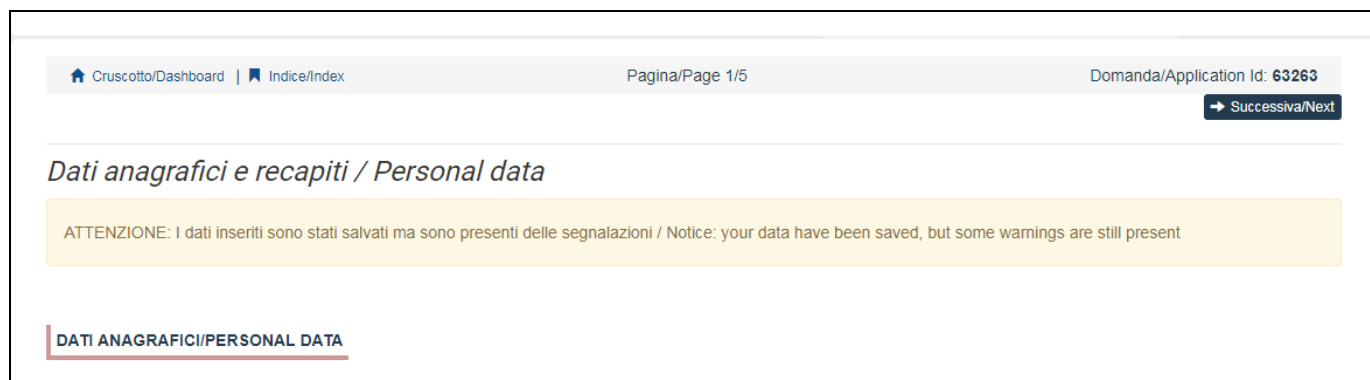 Cruscotto/Dashboard | Indice/Index Pagina/Page 1/5 Domanda/Application Id: 63263
Successiva/Next
Dati anagrafici e recapiti / Personal data
ATTENZIONE: I dati inseriti sono stati salvati ma sono presenti delle segnalazioni / Notice: your data have been saved, but some warnings are still present
DATI ANAGRAFICI/PERSONAL DATA